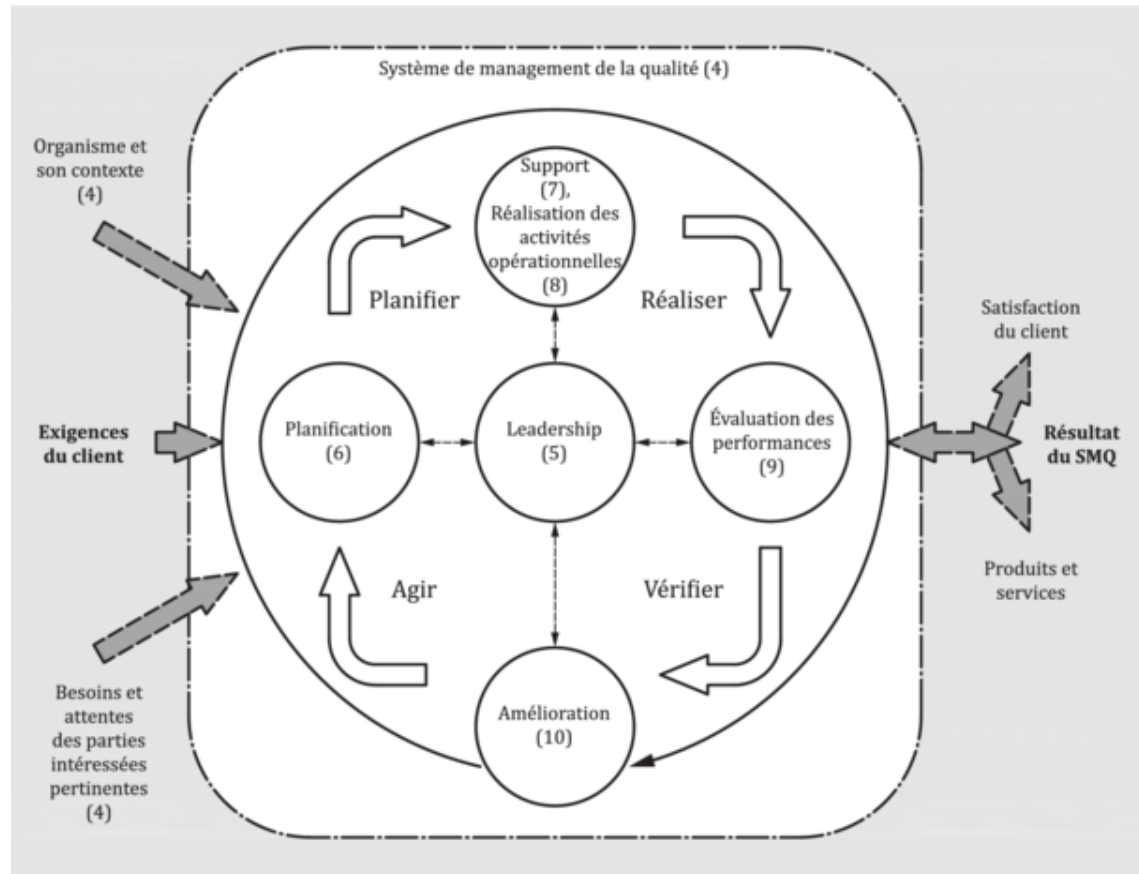 Système de management de la qualité (4)
Organisme et
son contexte
(4)
Support
(7),
Réalisation des
activités
opérationnelles
(8)
Planifier
Réaliser
Satisfaction
du client
Exigences
du client
Planification
(6)
Leadership
(5)
Évaluation des
performances
(9)
Résultat
du SMQ
Agir
Vérifier
Produits et
services
Besoins et
attentes
des parties
intéressées
pertinentes
(4)
Amélioration
(10)